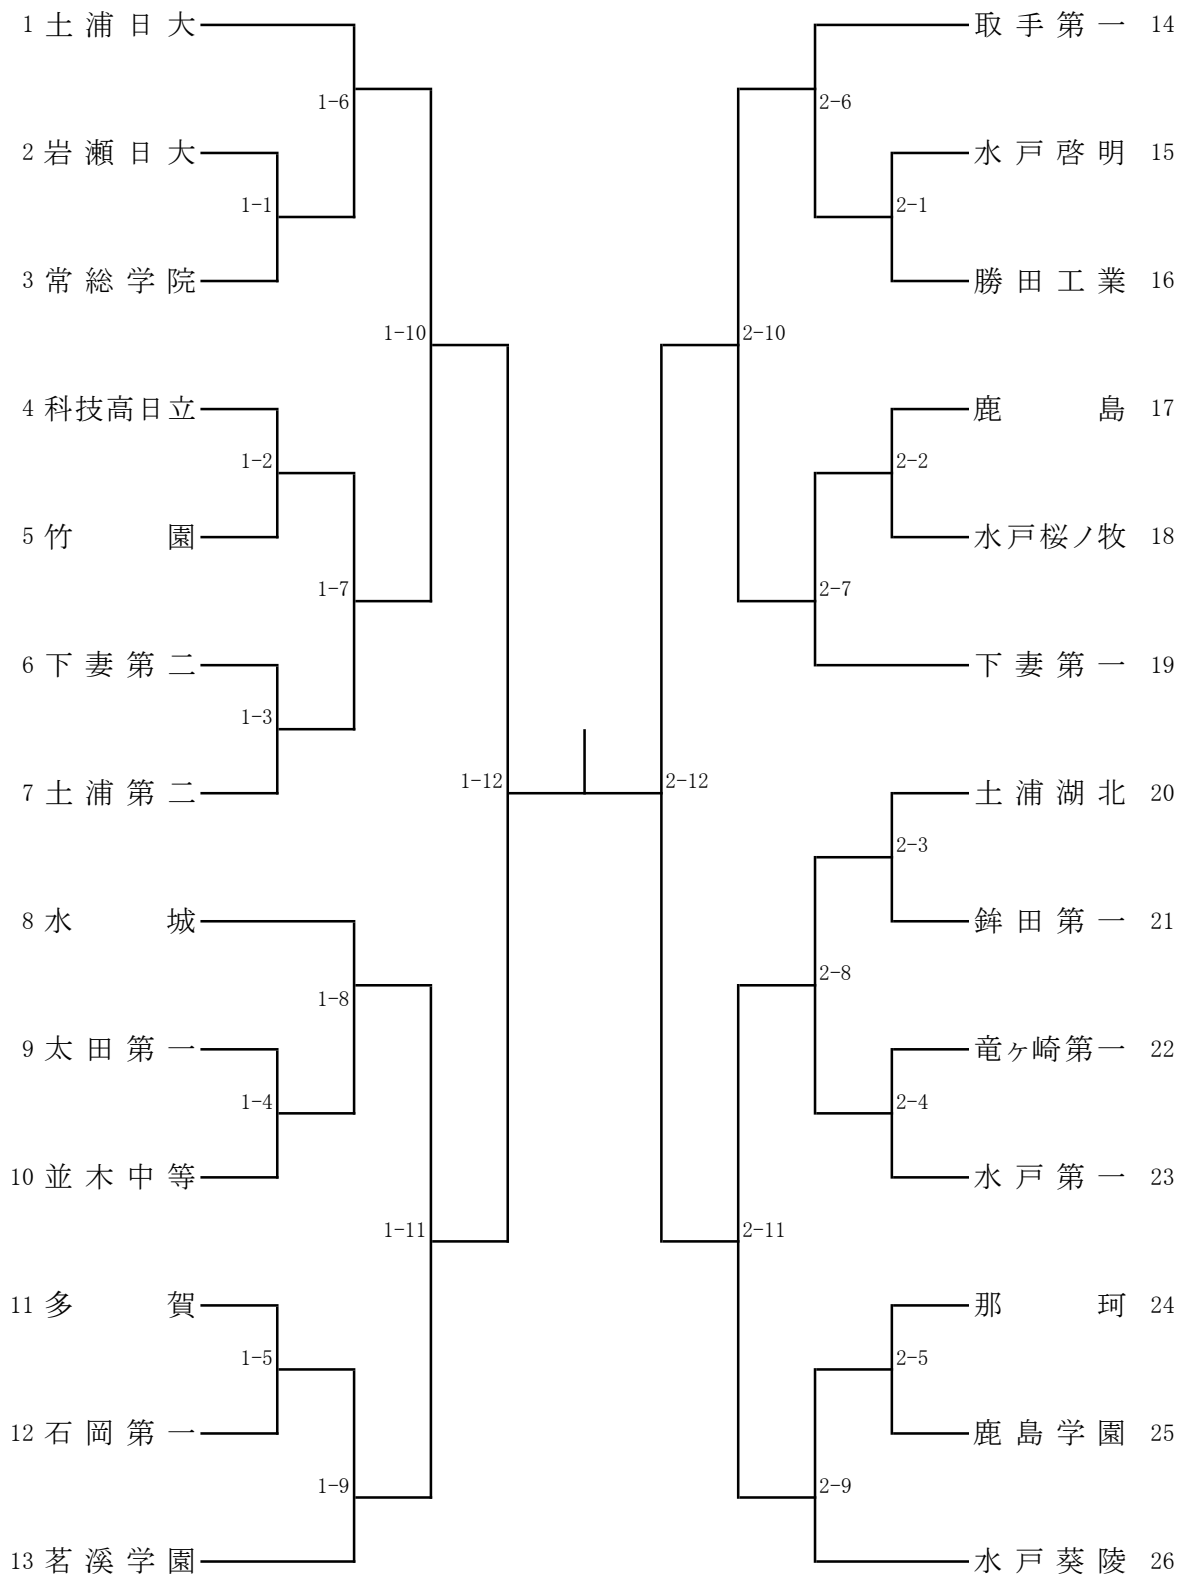 1 土浦日大
1-6
2 岩瀬日大
1-1
3 常総学院
1-10
4 科技高日立
1-2
5 竹園
1-7
6 下妻第二
1-3
7 土浦第二
1-12
8 水城
1-8
9 太田第一
1-4
10 並木中等
1-11
11 多賀
1-5
12 石岡第一
1-9
13 茗溪学園
取手第一 14
2-6
水戸啓明 15
2-1
勝田工業 16
2-10
鹿島 17
2-2
水戸桜ノ牧 18
2-7
下妻第一 19
2-12
土浦湖北 20
2-3
鉾田第一 21
2-8
竜ヶ崎第一 22
2-4
水戸第一 23
2-11
那珂 24
2-5
鹿島学園 25
2-9
水戸葵陵 26